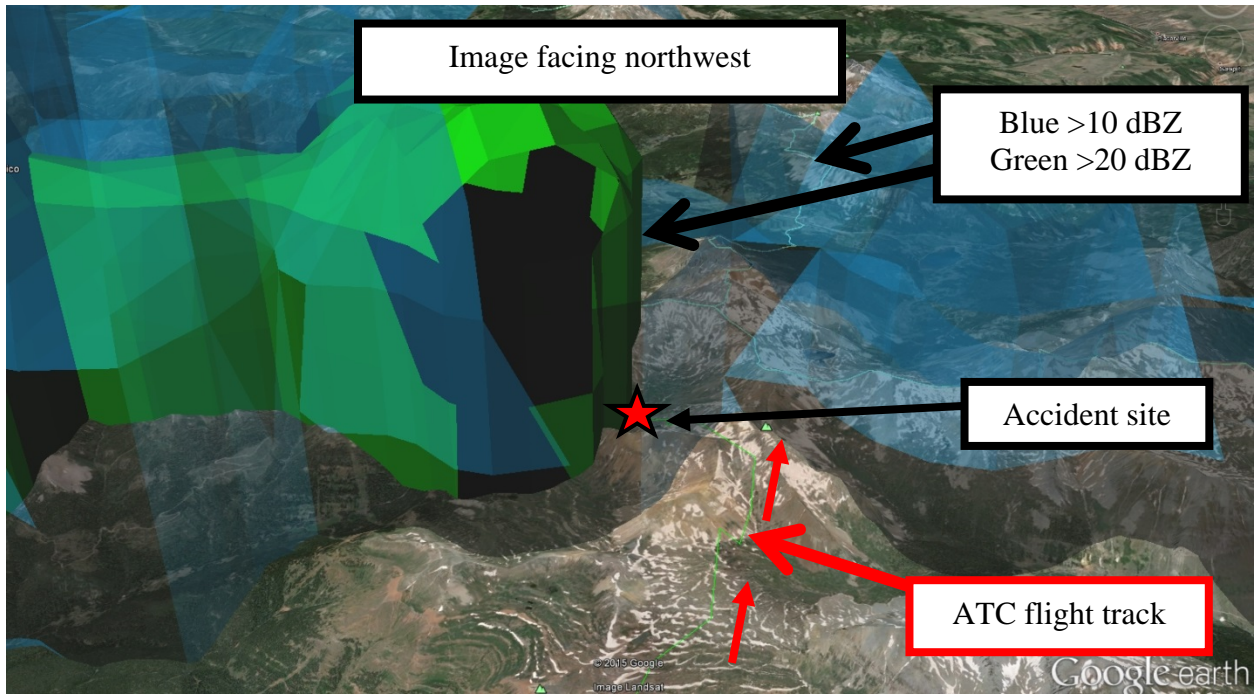 Image facing northwest
Blue >10 dBZ
Green >20 dBZ
Accident site
ATC flight track
© 2015 Google
Image Landsat
Google earth